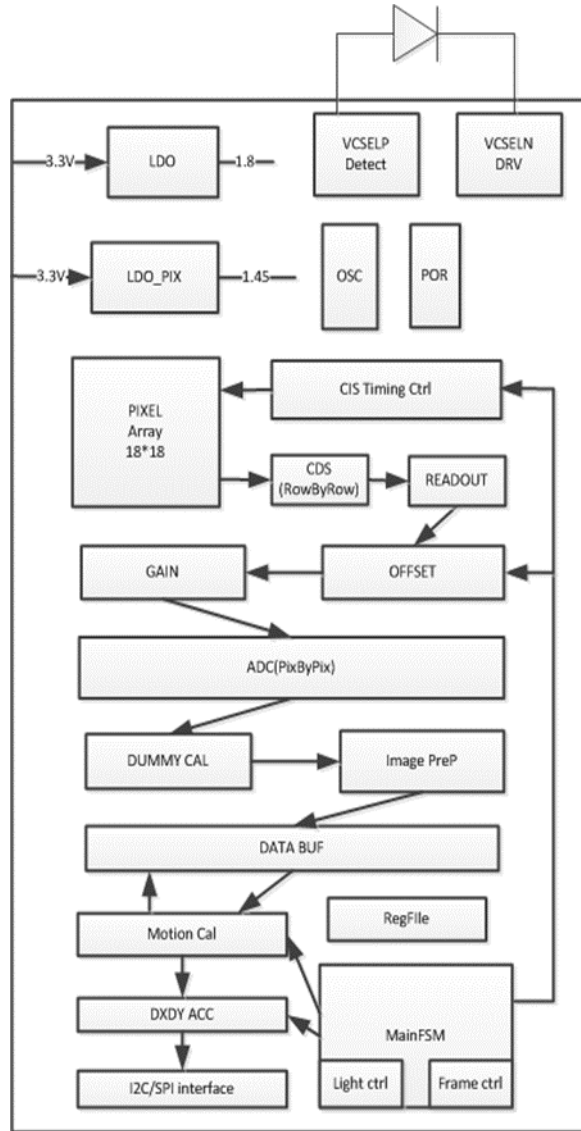 VCSELP
Detect
VCSELN
DRV
3.3V
LDO
1.8
3.3V
LDO_PIX
1.45
OSC
POR
PIXEL
Array
18*18
CIS Timing Ctrl
CDS
(RowByRow)
READOUT
GAIN
OFFSET
ADC(PixByPix)
DUMMY CAL
Image PreP
DATA BUF
RegFIle
Motion Cal
DXDY ACC
MainFSM
I2C/SPI interface
Light ctrl
Frame ctrl